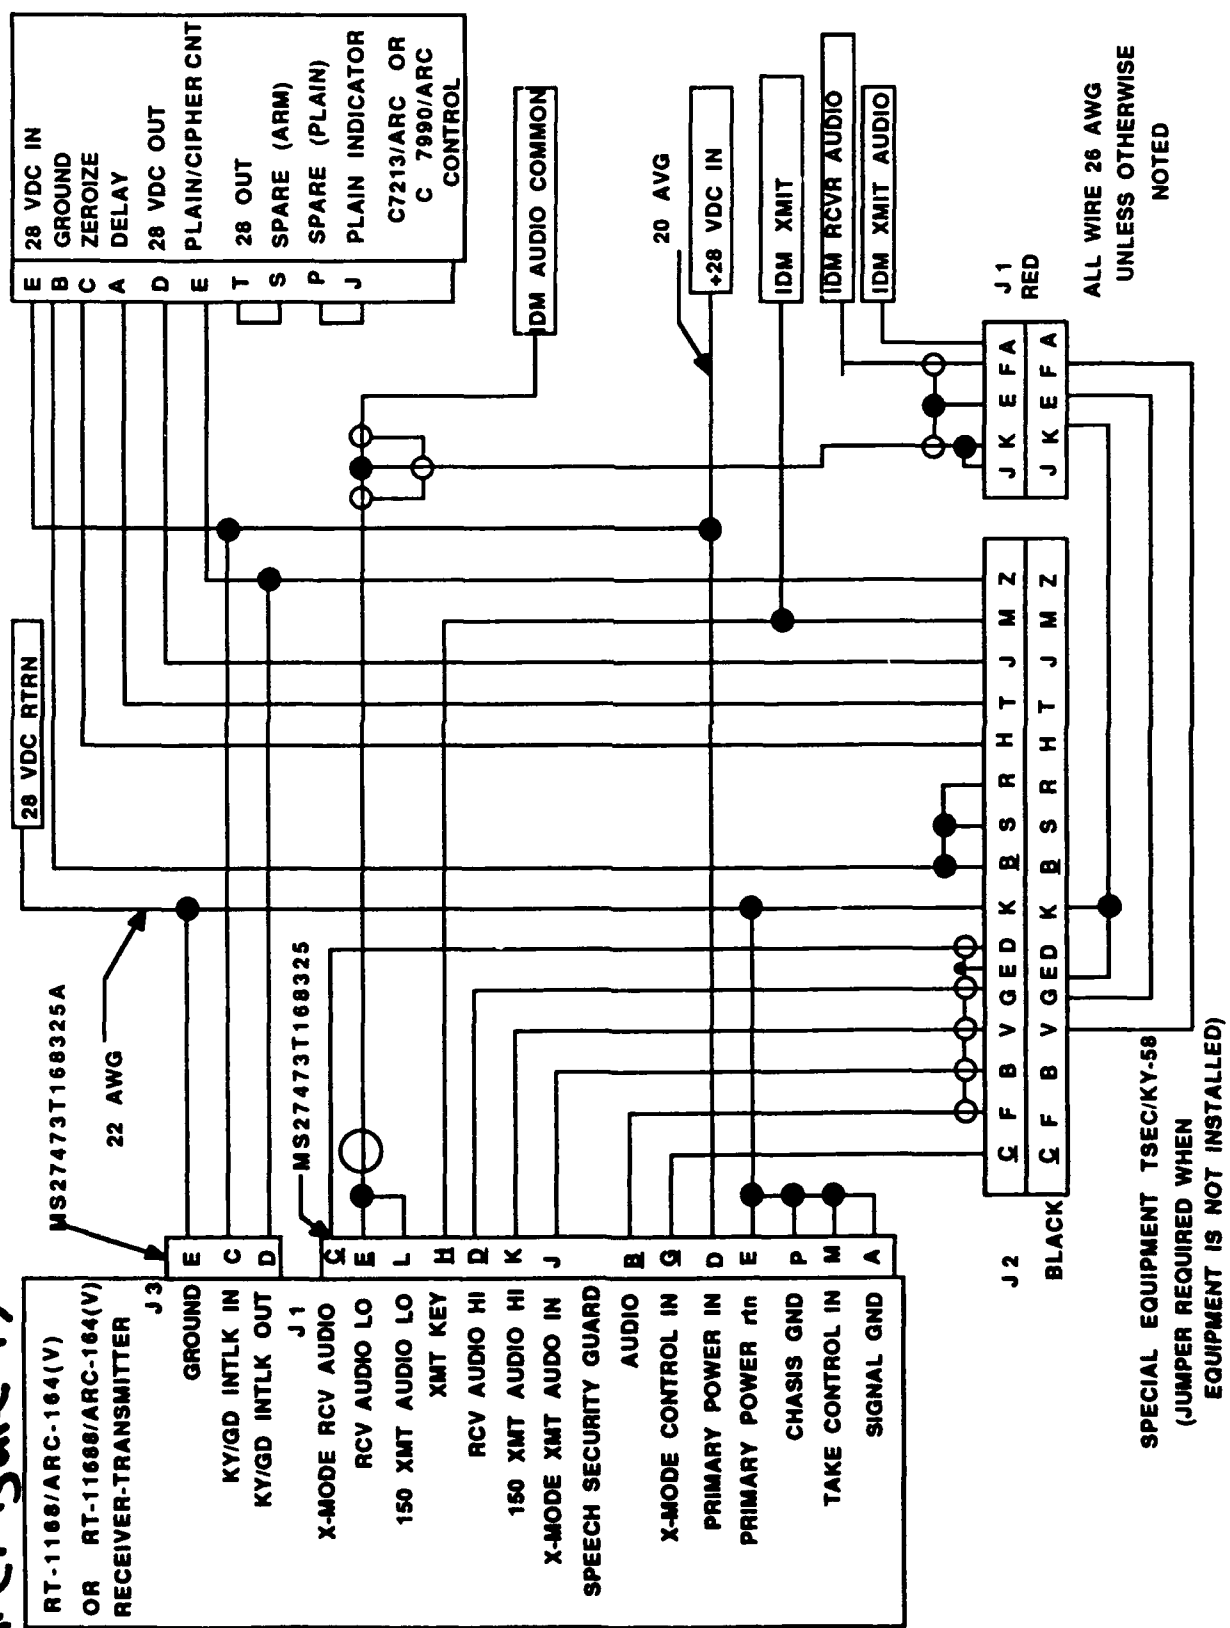 RT-1168/ARC-164(V)
OR RT-1168B/ARC-164(V)
RECEIVER-TRANSMITTER
J3
GROUND E
KY/GD INTLK IN C
KY/GD INTLK OUT D
J1
X-MODE RCV AUDIO C
RCV AUDIO LO E
150 XMT AUDIO LO L
XMT KEY H
RCV AUDIO HI D
150 XMT AUDIO HI K
X-MODE XMT AUDO IN J
SPEECH SECURITY GUARD
AUDIO B
X-MODE CONTROL IN G
PRIMARY POWER IN D
PRIMARY POWER rtn E
CHASIS GND P
TAKE CONTROL IN M
SIGNAL GND A
MS27473T168325A
22 AWG
MS27473T168325
28 VDC RTRN
E 28 VDC IN
B GROUND
C ZEROIZE
A DELAY
D 28 VDC OUT
E PLAIN/CIPHER CNT
T 28 OUT
S SPARE (ARM)
P SPARE (PLAIN)
J PLAIN INDICATOR
C7213/ARC OR
C 7990/ARC
CONTROL
IDM AUDIO COMMON
20 AVG
+28 VDC IN
IDM XMIT
IDM RCVR AUDIO
IDM XMIT AUDIO
J2
BLACK
C F B V G E D K B S R H T J M Z
C F B V G E D K B S R H T J M Z
J1
RED
J K E F A
J K E F A
ALL WIRE 26 AWG
UNLESS OTHERWISE
NOTED
SPECIAL EQUIPMENT TSEC/KY-58
(JUMPER REQUIRED WHEN
EQUIPMENT IS NOT INSTALLED)